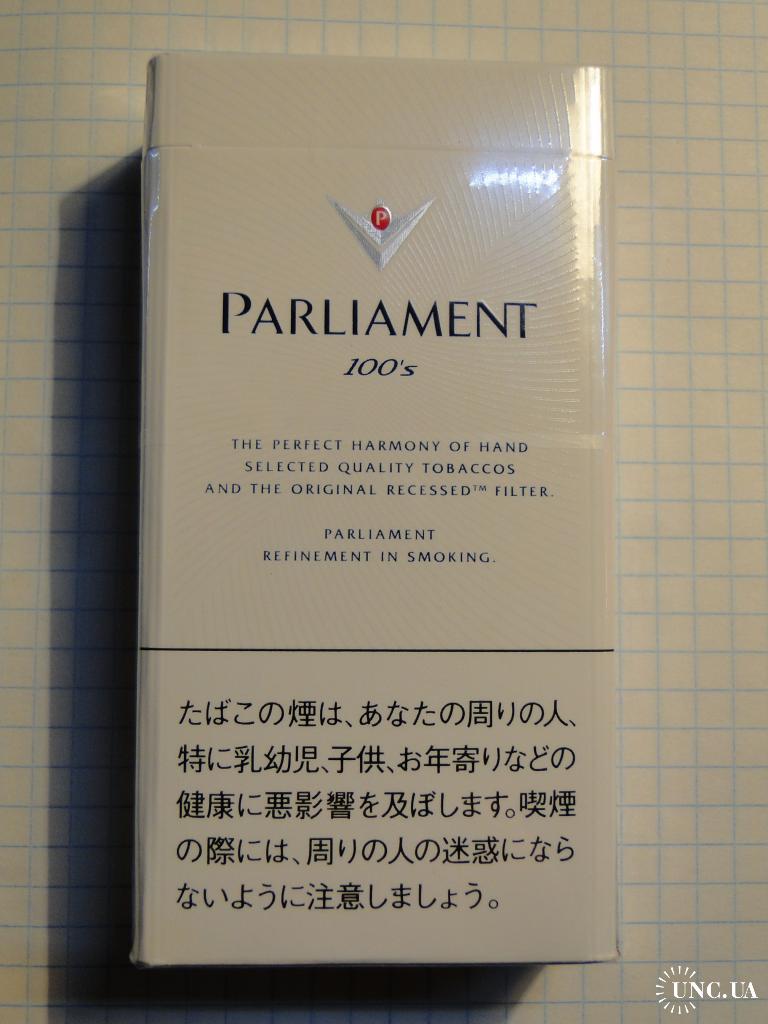 P
PARLIAMENT
100's
THE PERFECT HARMONY OF HAND
SELECTED QUALITY TOBACCOS
AND THE ORIGINAL RECESSED™ FILTER.
PARLIAMENT
REFINEMENT IN SMOKING.
たばこの煙は、あなたの周りの人、
特に乳幼児、子供、お年寄りなどの
健康に悪影響を及ぼします。喫煙
の際には、周りの人の迷惑になら
ないように注意しましょう。
UNC.UA